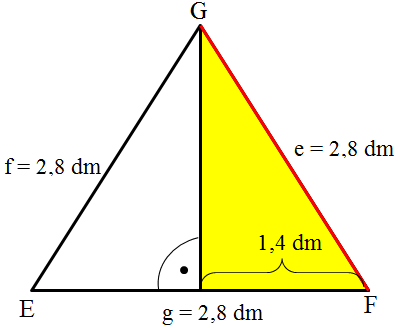 G
f = 2,8 dm
e = 2,8 dm
1,4 dm
E
g = 2,8 dm
F